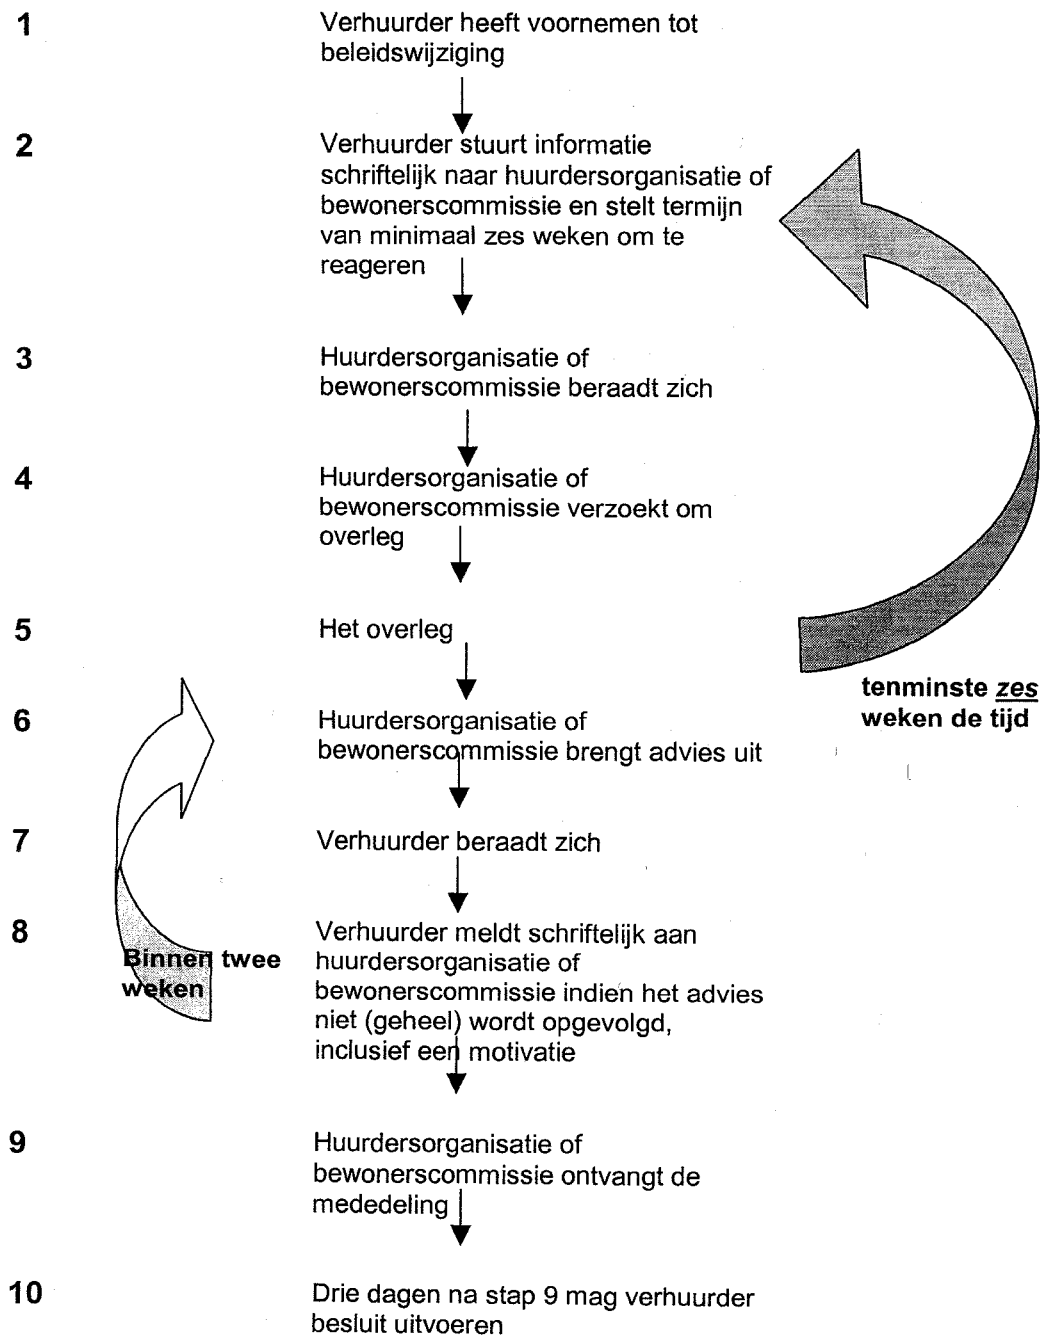 1
Verhuurder heeft voornemen tot
beleidswijziging
2
Verhuurder stuurt informatie
schriftelijk naar huurdersorganisatie of
bewonerscommissie en stelt termijn
van minimaal zes weken om te
reageren
3
Huurdersorganisatie of
bewonerscommissie beraadt zich
4
Huurdersorganisatie of
bewonerscommissie verzoekt om
overleg
5
Het overleg
tenminste zes
weken de tijd
6
Huurdersorganisatie of
bewonerscommissie brengt advies uit
7
Verhuurder beraadt zich
8
Verhuurder meldt schriftelijk aan
huurdersorganisatie of
bewonerscommissie indien het advies
niet (geheel) wordt opgevolgd,
inclusief een motivatie
Binnen twee
weken
9
Huurdersorganisatie of
bewonerscommissie ontvangt de
mededeling
10
Drie dagen na stap 9 mag verhuurder
besluit uitvoeren